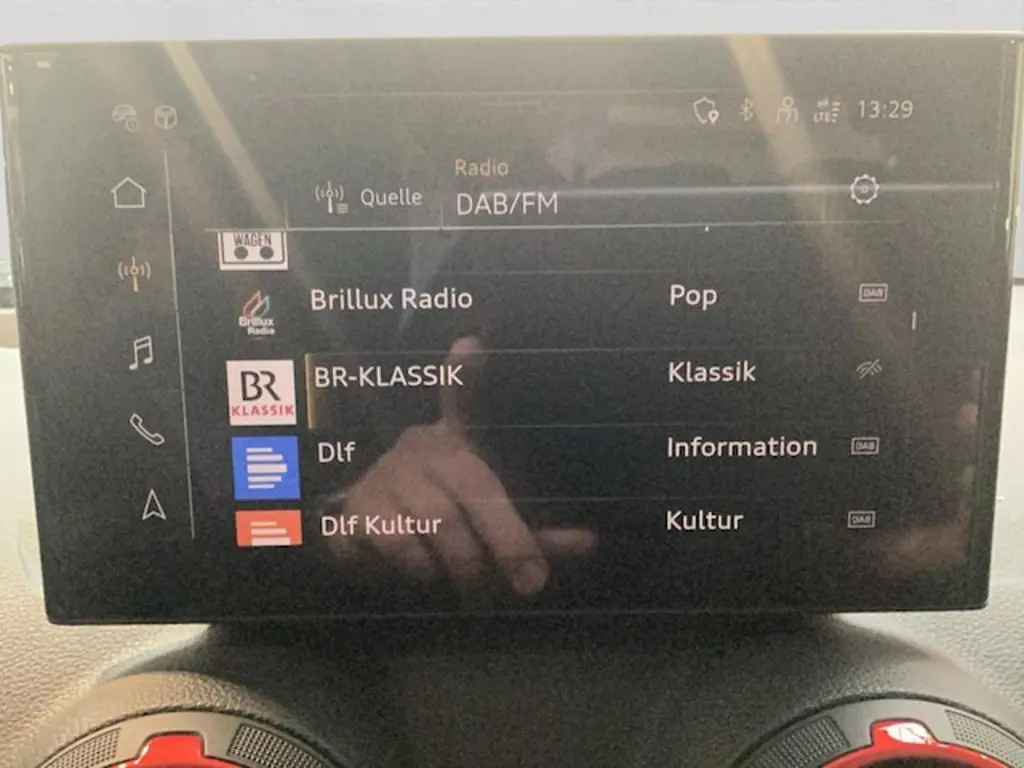 LTE 13:29
Radio
Quelle DAB/FM
WAGEN
Brillux Radio Pop DAB
Brillux
Radio
BR-KLASSIK Klassik
BR
KLASSIK
Dlf Information DAB
Dlf Kultur Kultur DAB